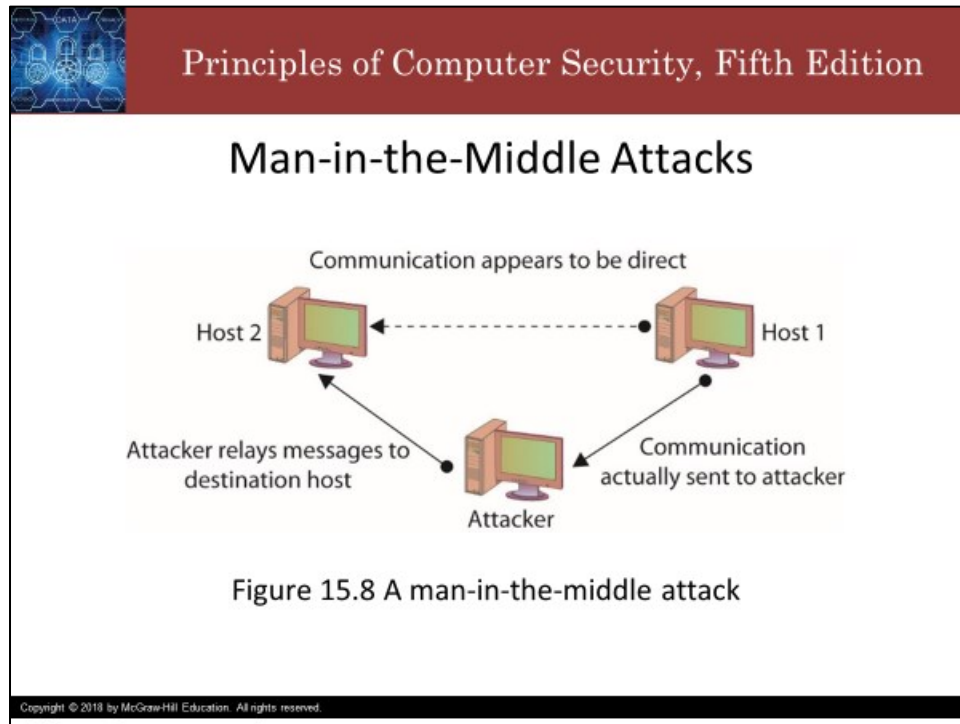 DATA
Principles of Computer Security, Fifth Edition
Man-in-the-Middle Attacks
Communication appears to be direct
Host 2
Host 1
Attacker relays messages to
destination host
Communication
actually sent to attacker
Attacker
Figure 15.8 A man-in-the-middle attack
Copyright © 2018 by McGraw-Hill Education. All rights reserved.